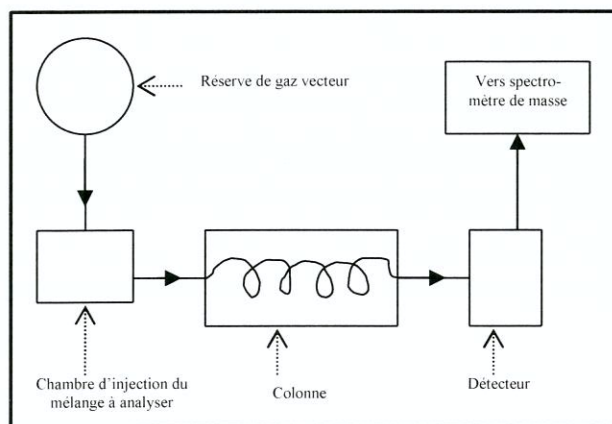 Réserve de gaz vecteur
Vers spectro-
mètre de masse
Chambre d'injection du
mélange à analyser
Colonne
Détecteur